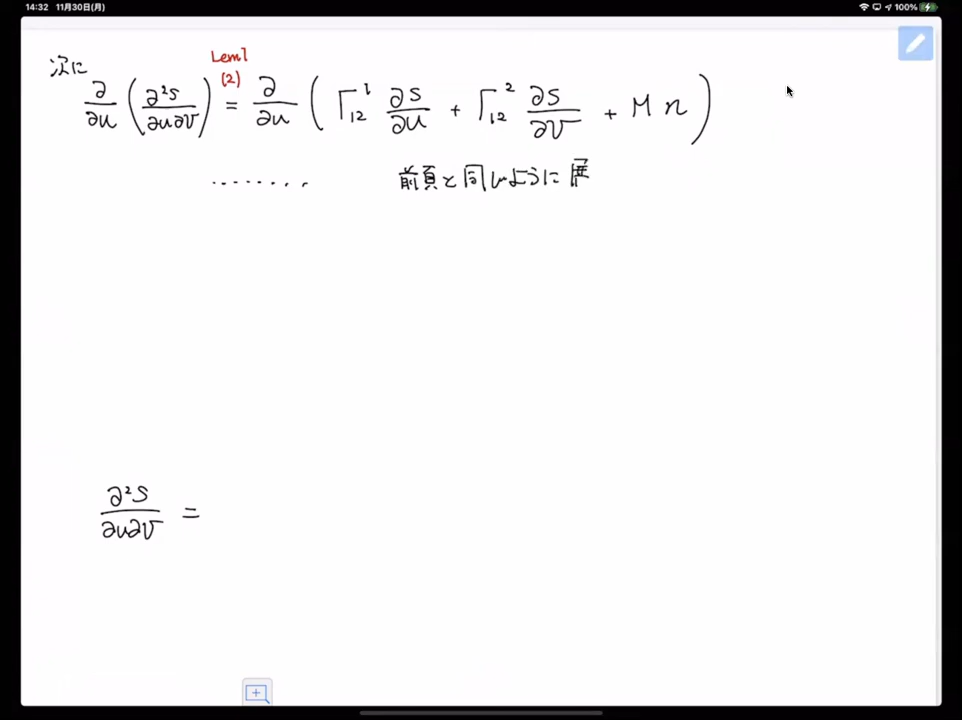 14:32 11月30日(月) 100%
次に
Lem1
(2)
∂/∂u (∂²S/∂u∂v) = ∂/∂u (Γ₁₂¹ ∂S/∂u + Γ₁₂² ∂S/∂v + M n)
........ 前頁と同じように展
∂²S/∂u∂v =